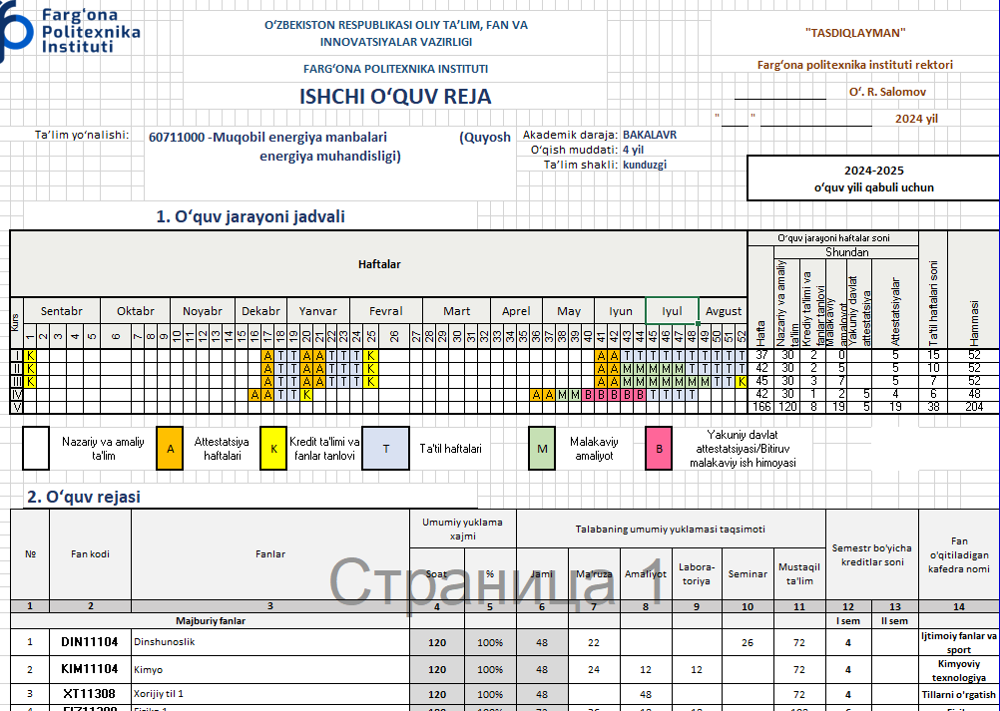 Farg'ona
Politexnika
Instituti
O'ZBEKISTON RESPUBLIKASI OLIY TA'LIM, FAN VA
INNOVATSIYALAR VAZIRLIGI
FARG'ONA POLITEXNIKA INSTITUTI
ISHCHI O'QUV REJA
"TASDIQLAYMAN"
Farg'ona politexnika instituti rektori
O'. R. Salomov
" " 2024 yil
Ta'lim yo'nalishi: 60711000 -Muqobil energiya manbalari (Quyosh
energiya muhandisligi)
Akademik daraja: BAKALAVR
O'qish muddati: 4 yil
Ta'lim shakli: kunduzgi
2024-2025
o'quv yili qabuli uchun
1. O'quv jarayoni jadvali
Kurs
Haftalar
Sentabr Oktabr Noyabr Dekabr Yanvar Fevral Mart Aprel May Iyun Iyul Avgust
1 2 3 4 5 6 7 8 9 10 11 12 13 14 15 16 17 18 19 20 21 22 23 24 25 26 27 28 29 30 31 32 33 34 35 36 37 38 39 40 41 42 43 44 45 46 47 48 49 50 51 52
O'quv jarayoni haftalar soni
Shundan
Hafta
Nazariy va amaliy ta'lim
Krediy ta'limi va fanlar tanlovi
Malakaviy amaloyot
Yakuniy davlat attestatsiya
Attestatsiyalar
Ta'til haftalari soni
Hammasi
I K A T T A A T T T K A A T T T T T T T T T T 37 30 2 0 5 15 52
II K A T T A A T T T K A A M M M M M T T T T T 42 30 2 5 5 10 52
III K A T T A A T T T K A A M M M M M M M T T K 45 30 3 7 5 7 52
IV A A T T K A A M M B B B B B T T T T 42 30 1 2 5 4 6 48
V 166 120 8 19 5 19 38 204
Nazariy va amaliy
ta'lim
A
Attestatsiya
haftalari
K
Kredit ta'limi va
fanlar tanlovi
T
Ta'til haftalari
M
Malakaviy
amaliyot
B
Yakuniy davlat
attestatsiyasi/Bitiruv
malakaviy ish himoyasi
2. O'quv rejasi
№
Fan kodi
Fanlar
Umumiy yuklama
xajmi
Talabaning umumiy yuklamasi taqsimoti
Semestr bo'yicha
kreditlar soni
Fan
o'qitiladigan
kafedra nomi
Soat % Jami Ma'ruza Amaliyot Labora-
toriya Seminar Mustaqil
ta'lim
Страница 1
1 2 3 4 5 6 7 8 9 10 11 12 13 14
Majburiy fanlar I sem II sem
1 DIN11104 Dinshunoslik 120 100% 48 22 26 72 4 Ijtimoiy fanlar va
sport
2 KIM11104 Kimyo 120 100% 48 24 12 12 72 4 Kimyoviy
texnologiya
3 XT11308 Xorijiy til 1 120 100% 48 48 72 4 Tillarni o'rgatish